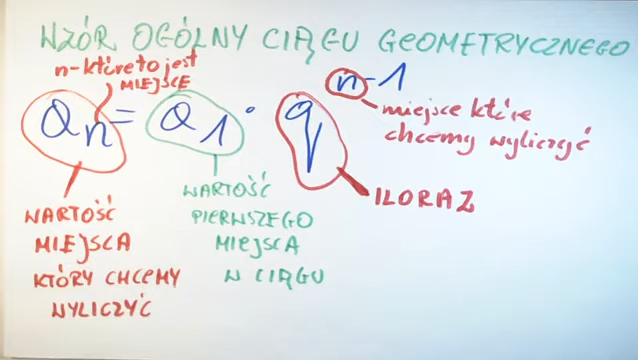 WZÓR OGÓLNY CIĄGU GEOMETRYCZNEGO
n-które to jest
MIEJSCE
an = a1 · q^n-1
miejsce które
chcemy wyliczyć
ILORAZ
WARTOŚĆ
MIEJSCA
KTÓRY CHCEMY
WYLICZYĆ
WARTOŚĆ
PIERWSZEGO
MIEJSCA
W CIĄGU